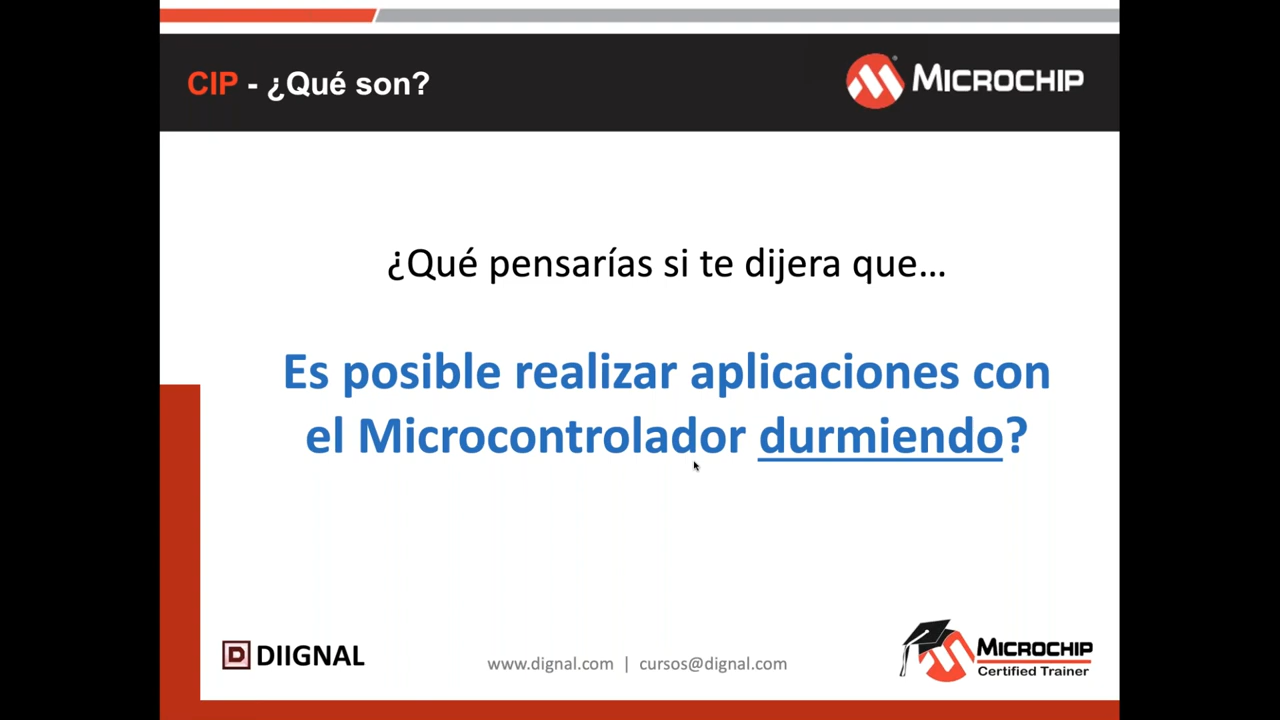 CIP - ¿Qué son?
MICROCHIP
¿Qué pensarías si te dijera que...
Es posible realizar aplicaciones con
el Microcontrolador durmiendo?
D DIIGNAL
www.dignal.com | cursos@dignal.com
MICROCHIP
Certified Trainer